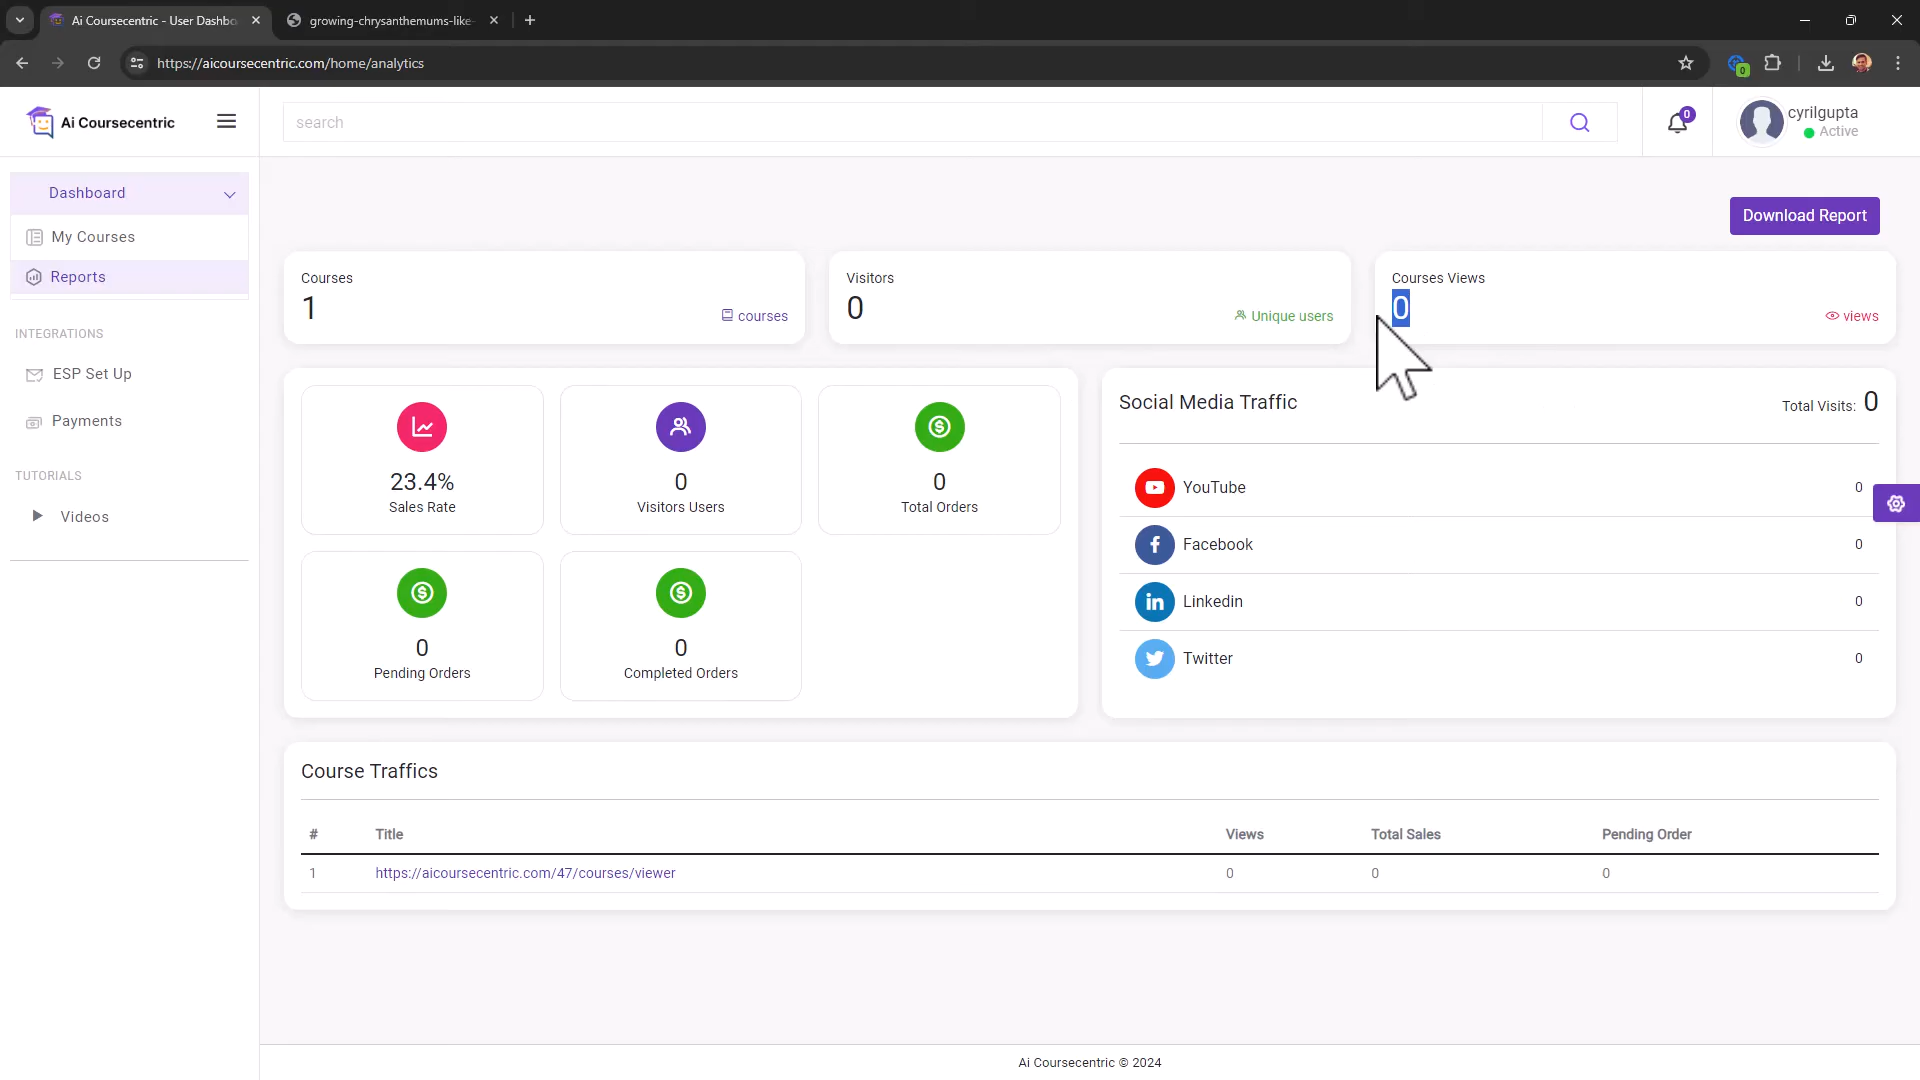 Ai Coursecentric - User Dashbo
growing-chrysanthemums-like-
https://aicoursecentric.com/home/analytics
0
Ai Coursecentric
search
0
cyrilgupta
Active
Dashboard
My Courses
Reports
INTEGRATIONS
ESP Set Up
Payments
TUTORIALS
Videos
Download Report
Courses
1
courses
Visitors
0
Unique users
Courses Views
0
views
23.4%
Sales Rate
0
Visitors Users
0
Total Orders
0
Pending Orders
0
Completed Orders
Social Media Traffic
Total Visits: 0
YouTube 0
Facebook 0
Linkedin 0
Twitter 0
Course Traffics
# Title Views Total Sales Pending Order
1 https://aicoursecentric.com/47/courses/viewer 0 0 0
Ai Coursecentric © 2024